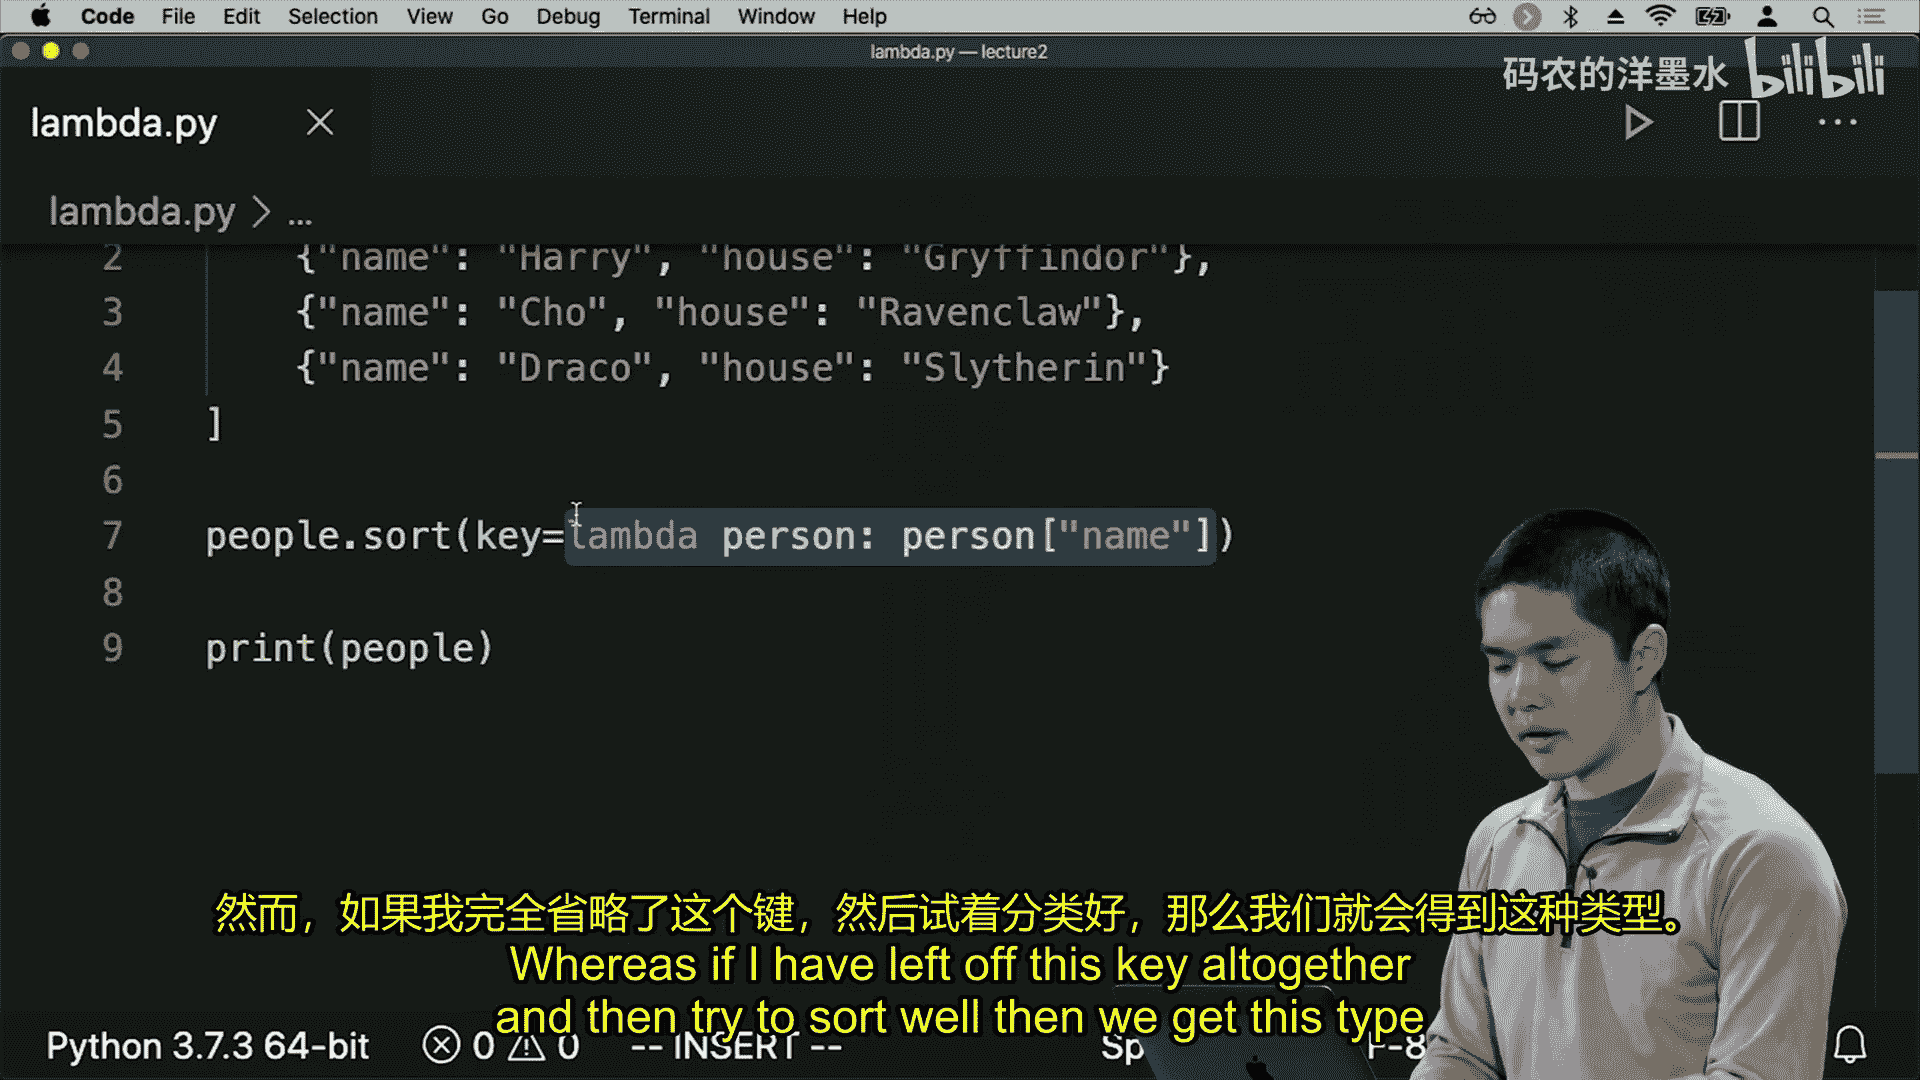 Code File Edit Selection View Go Debug Terminal Window Help
lambda.py — lecture2
码农的洋墨水 bilibili
lambda.py
lambda.py > ...
2 {"name": "Harry", "house": "Gryffindor"},
3 {"name": "Cho", "house": "Ravenclaw"},
4 {"name": "Draco", "house": "Slytherin"}
5 ]
6
7 people.sort(key=lambda person: person["name"])
8
9 print(people)
然而，如果我完全省略了这个键，然后试着分类好，那么我们就会得到这种类型。
Whereas if I have left off this key altogether
and then try to sort well then we get this type
Python 3.7.3 64-bit 0 0 -- INSERT -- Sp F-8